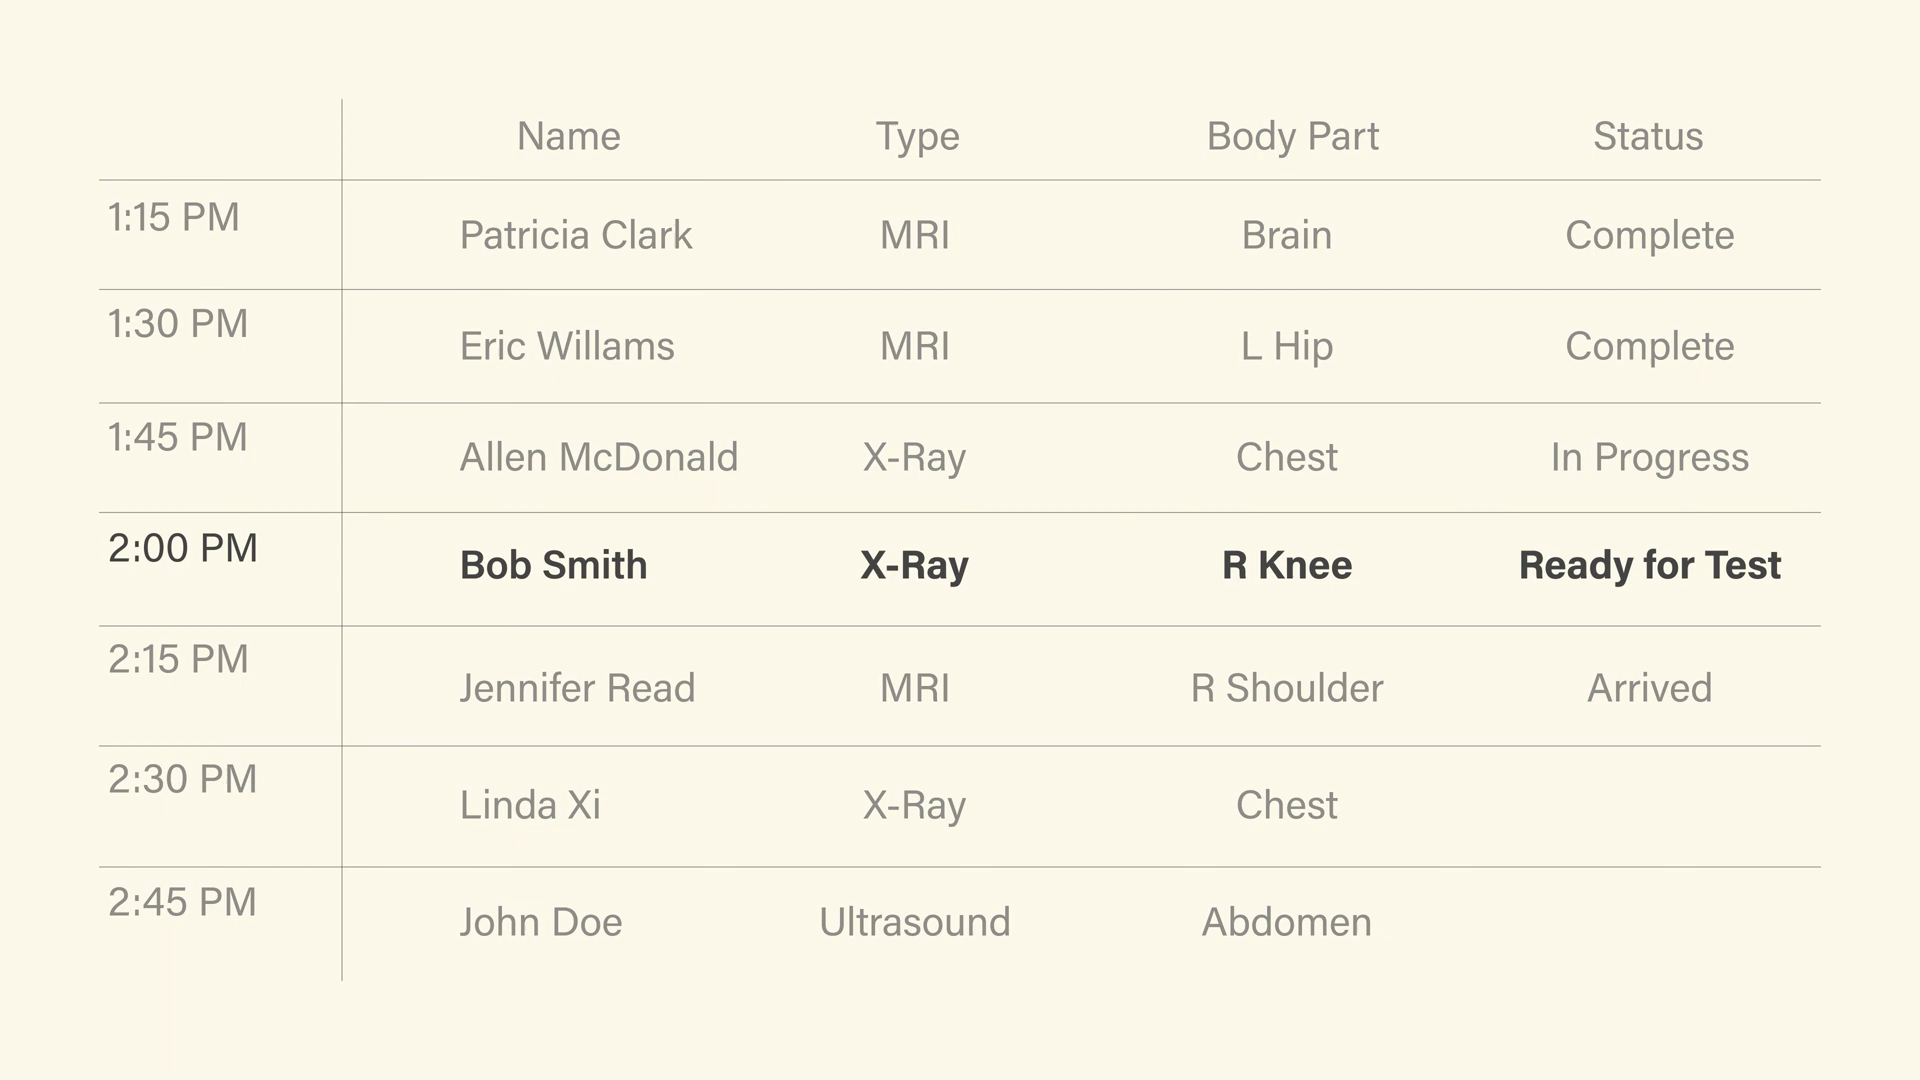 Name Type Body Part Status
1:15 PM Patricia Clark MRI Brain Complete
1:30 PM Eric Willams MRI L Hip Complete
1:45 PM Allen McDonald X-Ray Chest In Progress
2:00 PM Bob Smith X-Ray R Knee Ready for Test
2:15 PM Jennifer Read MRI R Shoulder Arrived
2:30 PM Linda Xi X-Ray Chest
2:45 PM John Doe Ultrasound Abdomen